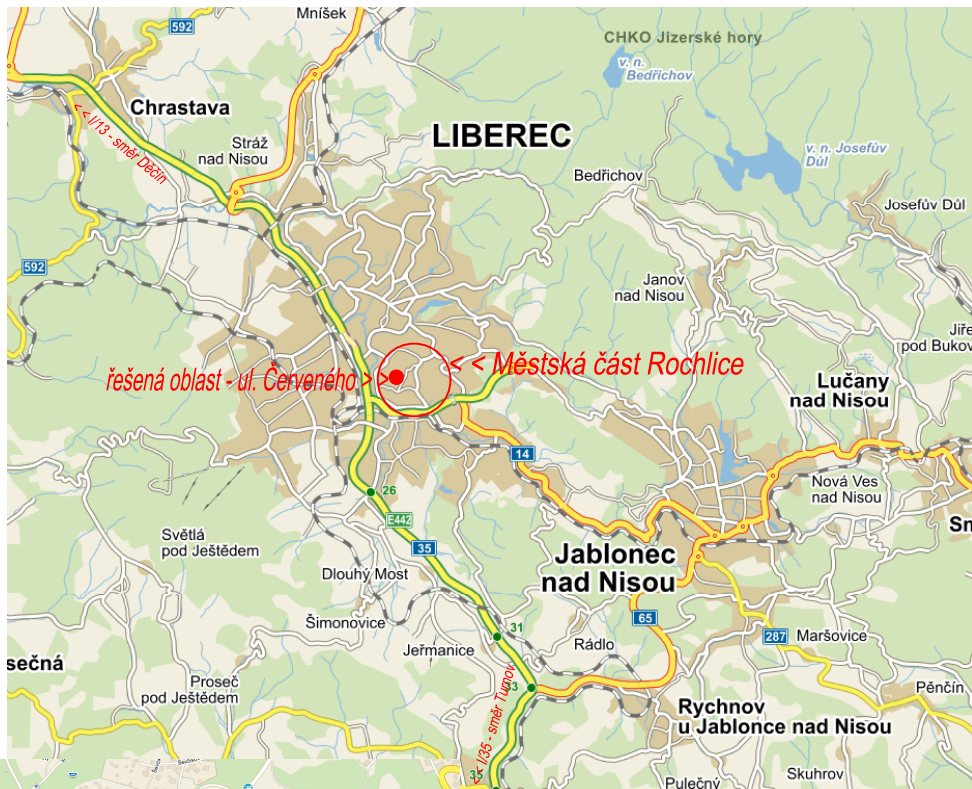 Mníšek
592
CHKO Jizerské hory
v. n.
Bedřichov
Chrastava
<< I/13 - směr Děčín
LIBEREC
Stráž
nad Nisou
v. n. Josefův
Důl
Bedřichov
Josefův Důl
592
Janov
nad Nisou
Jiře
pod Bukov
<< Městská část Rochlice
řešená oblast - ul. Červeného >>
Lučany
nad Nisou
14
Nová Ves
nad Nisou
26
E442
Sm
Světlá
pod Ještědem
35
Jablonec
nad Nisou
Dlouhý Most
Šimonovice
65
31
287
Maršovice
Jeřmanice
Rádlo
sečná
Proseč
pod Ještědem
33
Pěnčín
Rychnov
u Jablonce nad Nisou
<< I/35 - směr Turnov
35
Pulečný
Skuhrov